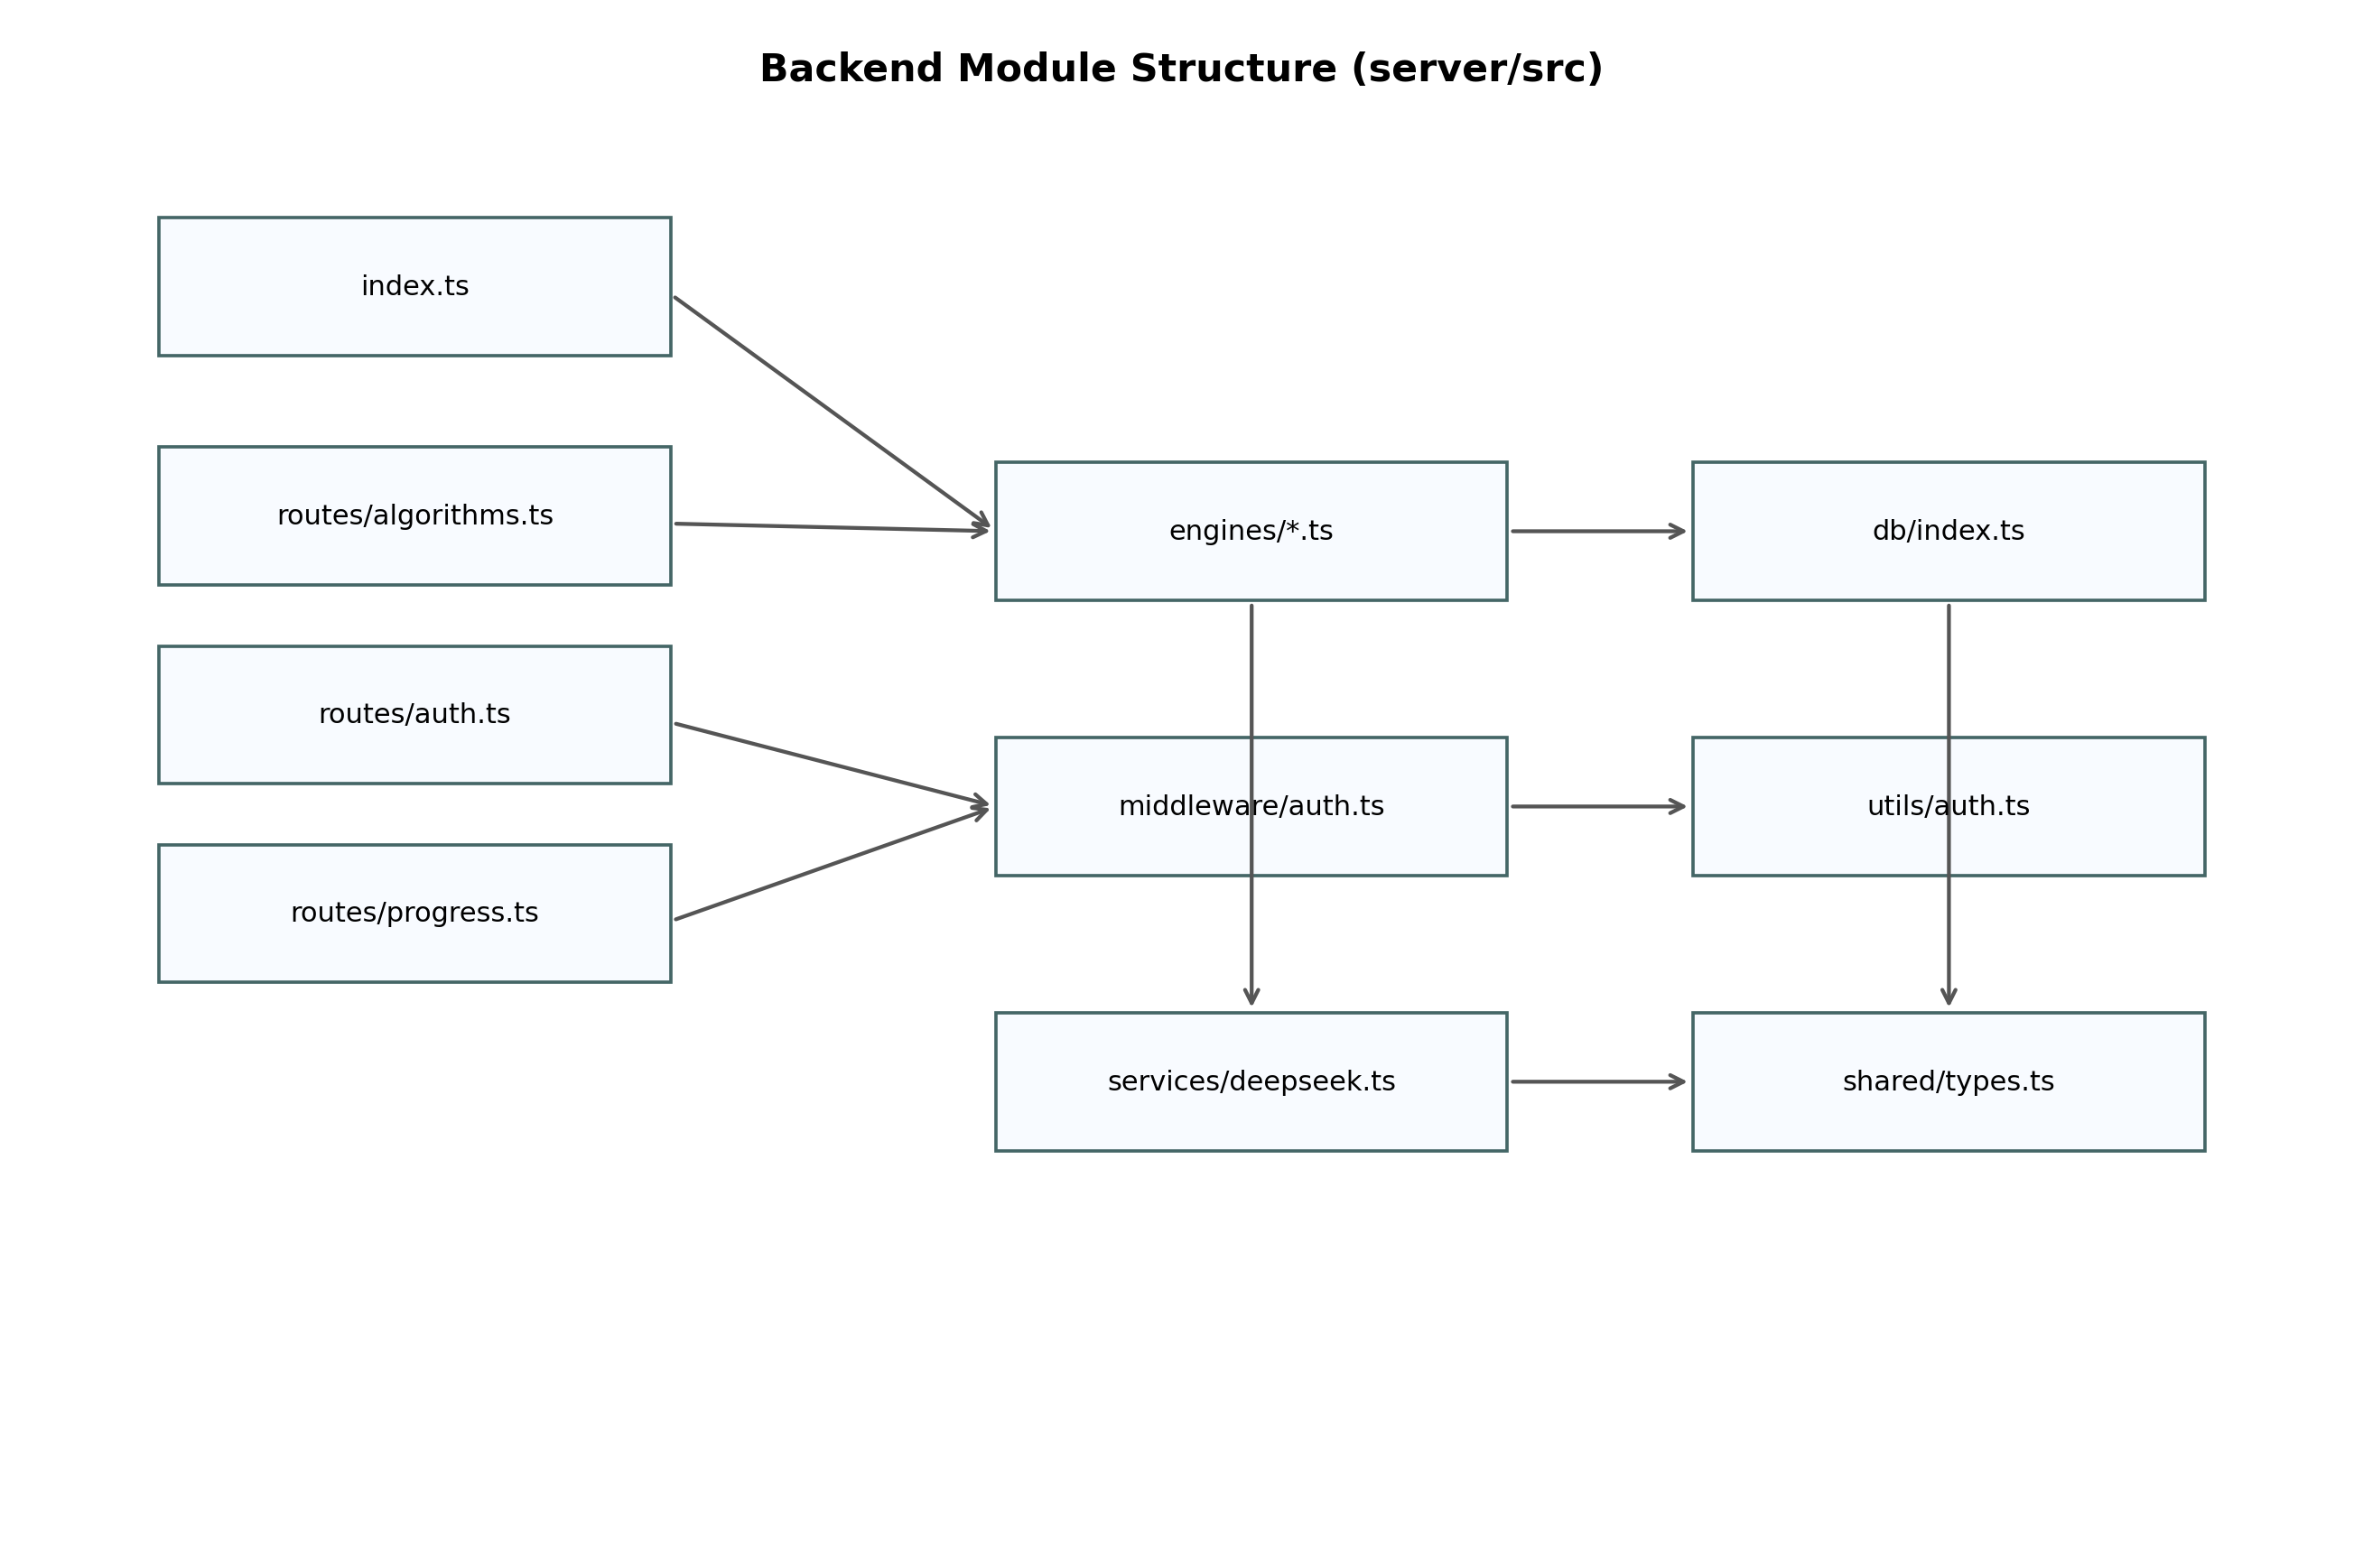 Backend Module Structure (server/src)
index.ts
routes/algorithms.ts
engines/*.ts
db/index.ts
routes/auth.ts
middleware/auth.ts
utils/auth.ts
routes/progress.ts
services/deepseek.ts
shared/types.ts